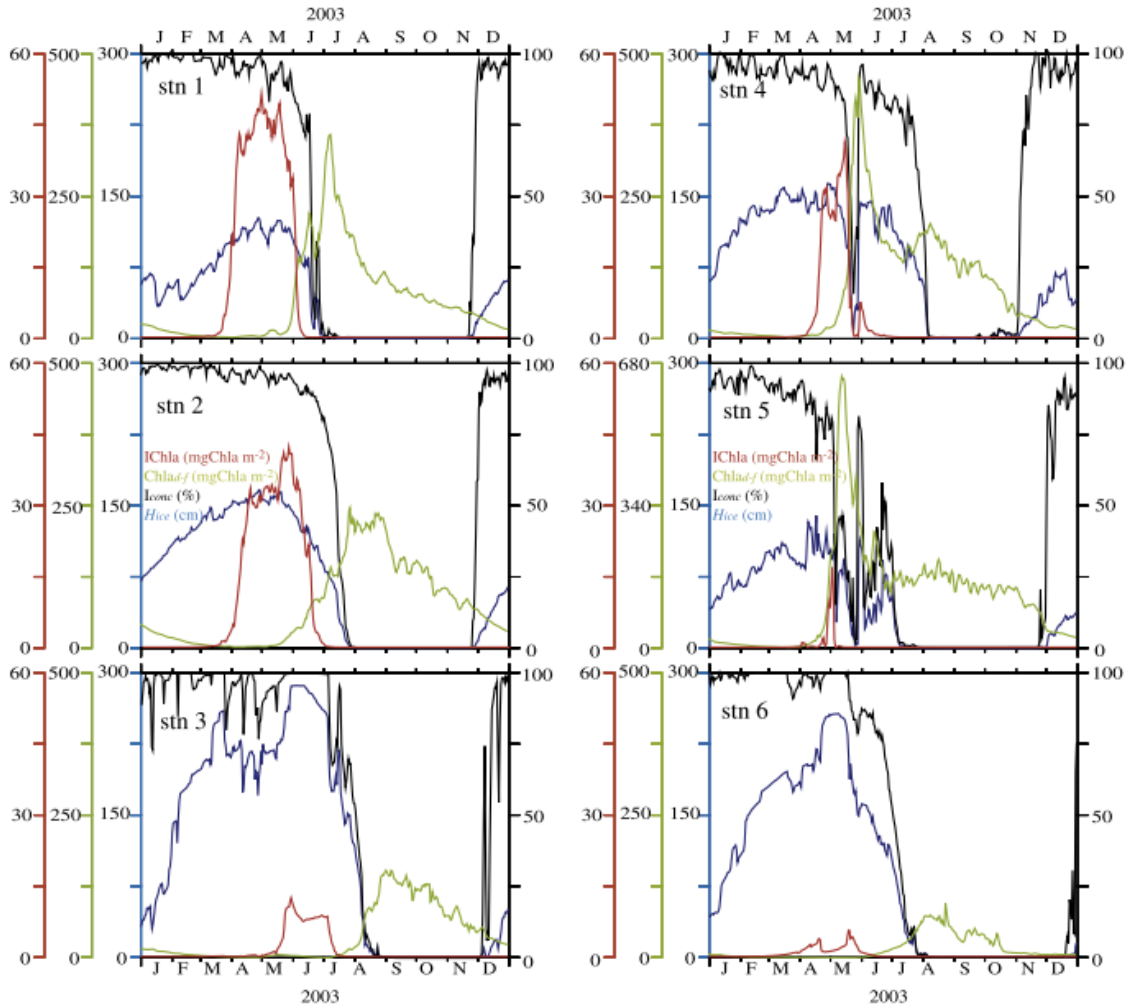 2003
2003
J F M A M J J A S O N D
J F M A M J J A S O N D
60 500 300 100
stn 1
30 250 150 50
0 0 0 0
60 500 300 100
stn 4
30 250 150 50
0 0 0 0
60 500 300 100
stn 2
IChla (mgChla m-2)
Chlad-f (mgChla m-2)
Iconc (%)
Hice (cm)
30 250 150 50
0 0 0 0
60 680 300 100
stn 5
IChla (mgChla m-2)
Chlad-f (mgChla m-2)
Iconc (%)
Hice (cm)
30 340 150 50
0 0 0 0
60 500 300 100
stn 3
30 250 150 50
0 0 0 0
J F M A M J J A S O N D
2003
60 500 300 100
stn 6
30 250 150 50
0 0 0 0
J F M A M J J A S O N D
2003